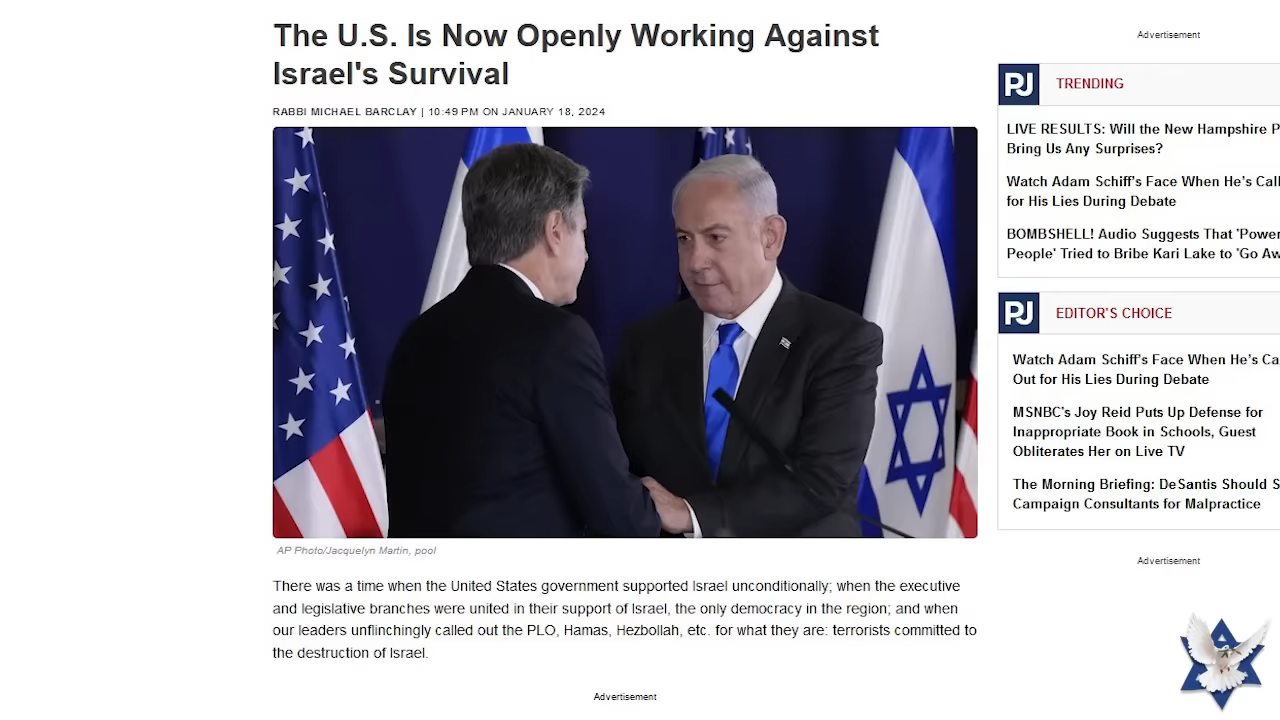 The U.S. Is Now Openly Working Against
Israel's Survival
RABBI MICHAEL BARCLAY | 10:49 PM ON JANUARY 18, 2024
AP Photo/Jacquelyn Martin, pool
There was a time when the United States government supported Israel unconditionally; when the executive
and legislative branches were united in their support of Israel, the only democracy in the region; and when
our leaders unflinchingly called out the PLO, Hamas, Hezbollah, etc. for what they are: terrorists committed to
the destruction of Israel.
Advertisement
Advertisement
PJ TRENDING
LIVE RESULTS: Will the New Hampshire P
Bring Us Any Surprises?
Watch Adam Schiff's Face When He's Call
for His Lies During Debate
BOMBSHELL! Audio Suggests That 'Power
People' Tried to Bribe Kari Lake to 'Go Aw
PJ EDITOR'S CHOICE
Watch Adam Schiff's Face When He's Ca
Out for His Lies During Debate
MSNBC's Joy Reid Puts Up Defense for
Inappropriate Book in Schools, Guest
Obliterates Her on Live TV
The Morning Briefing: DeSantis Should S
Campaign Consultants for Malpractice
Advertisement